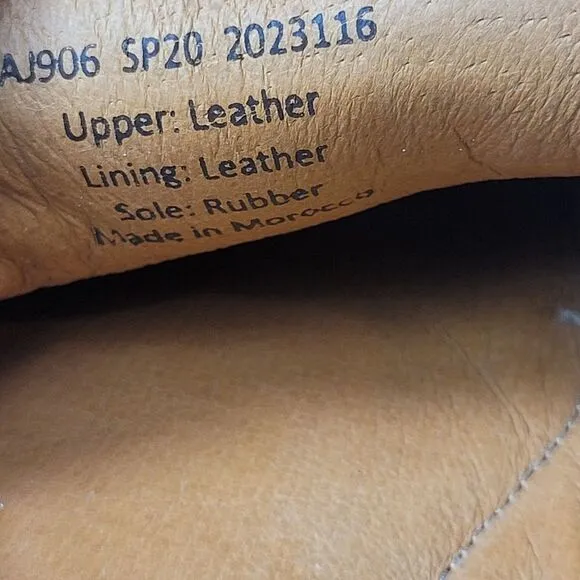 AJ906 SP20 2023116
Upper: Leather
Lining: Leather
Sole: Rubber
Made in Morocco